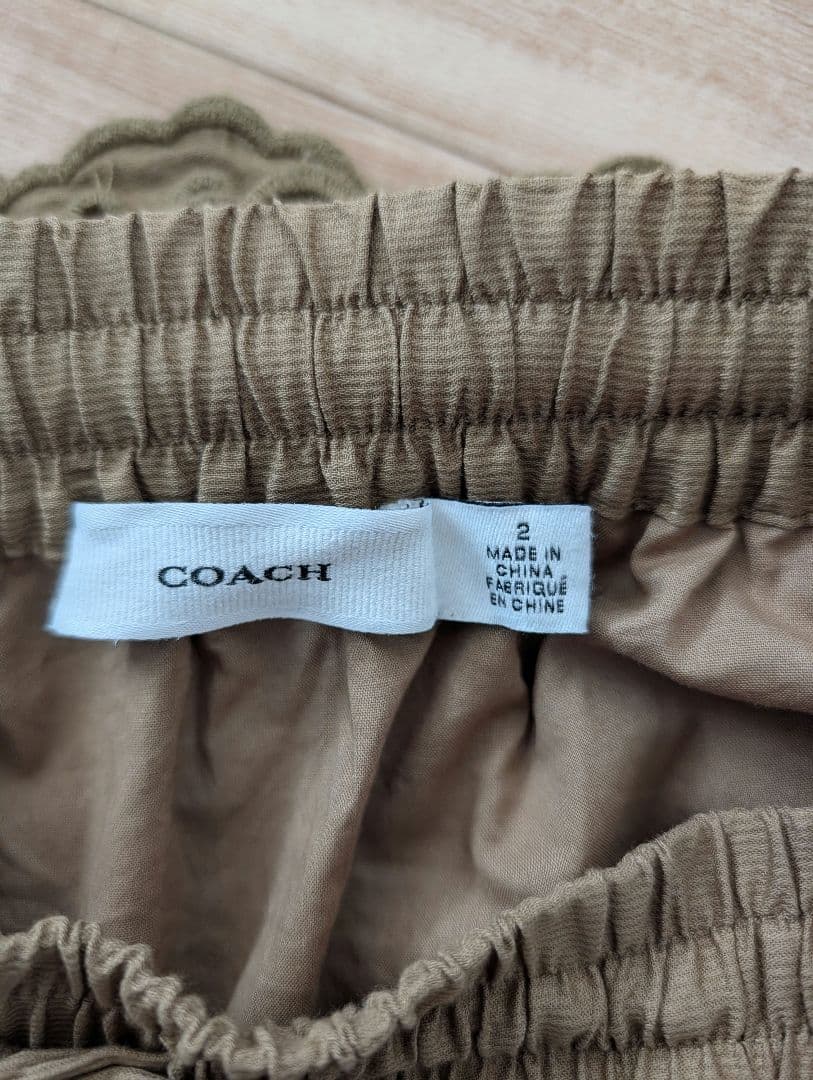 COACH
2
MADE IN
CHINA
FABRIQUÉ
EN CHINE